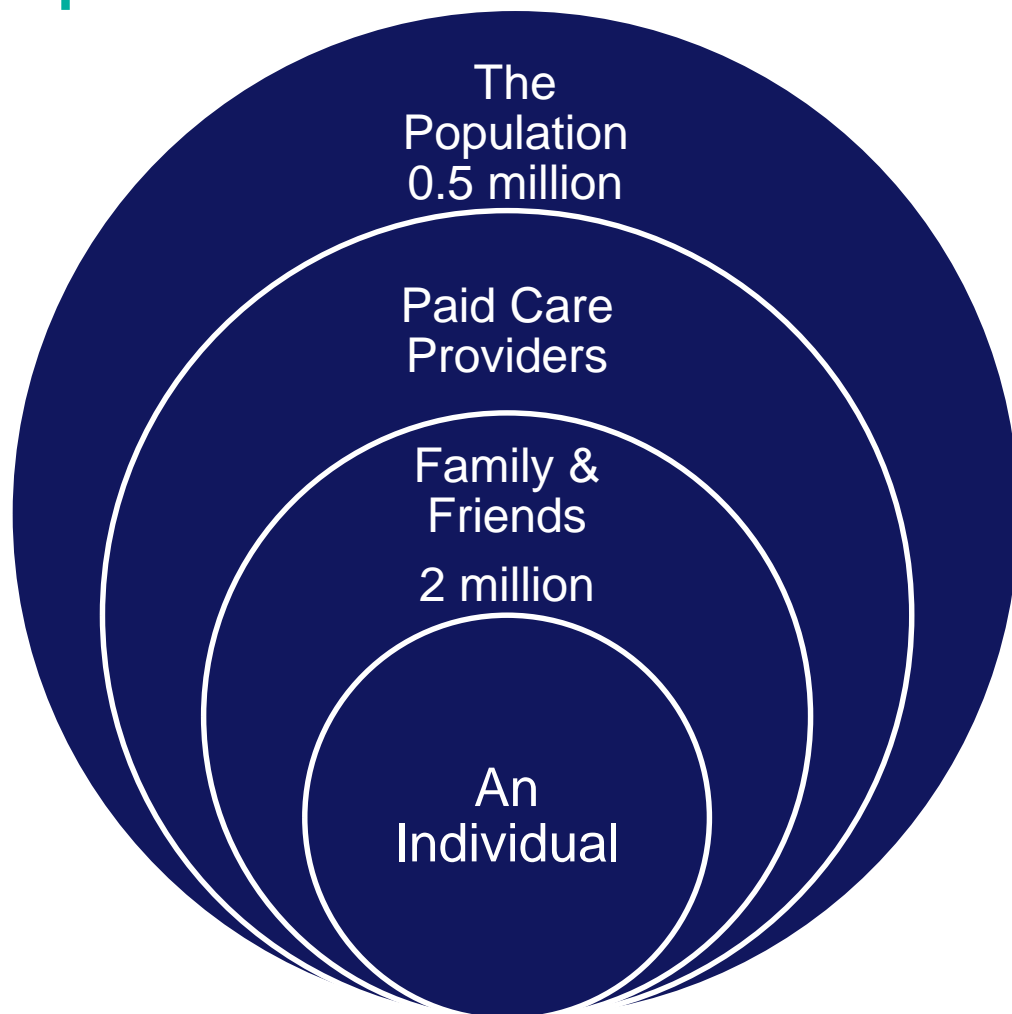 The
Population
0.5 million
Paid Care
Providers
Family &
Friends
2 million
An
Individual